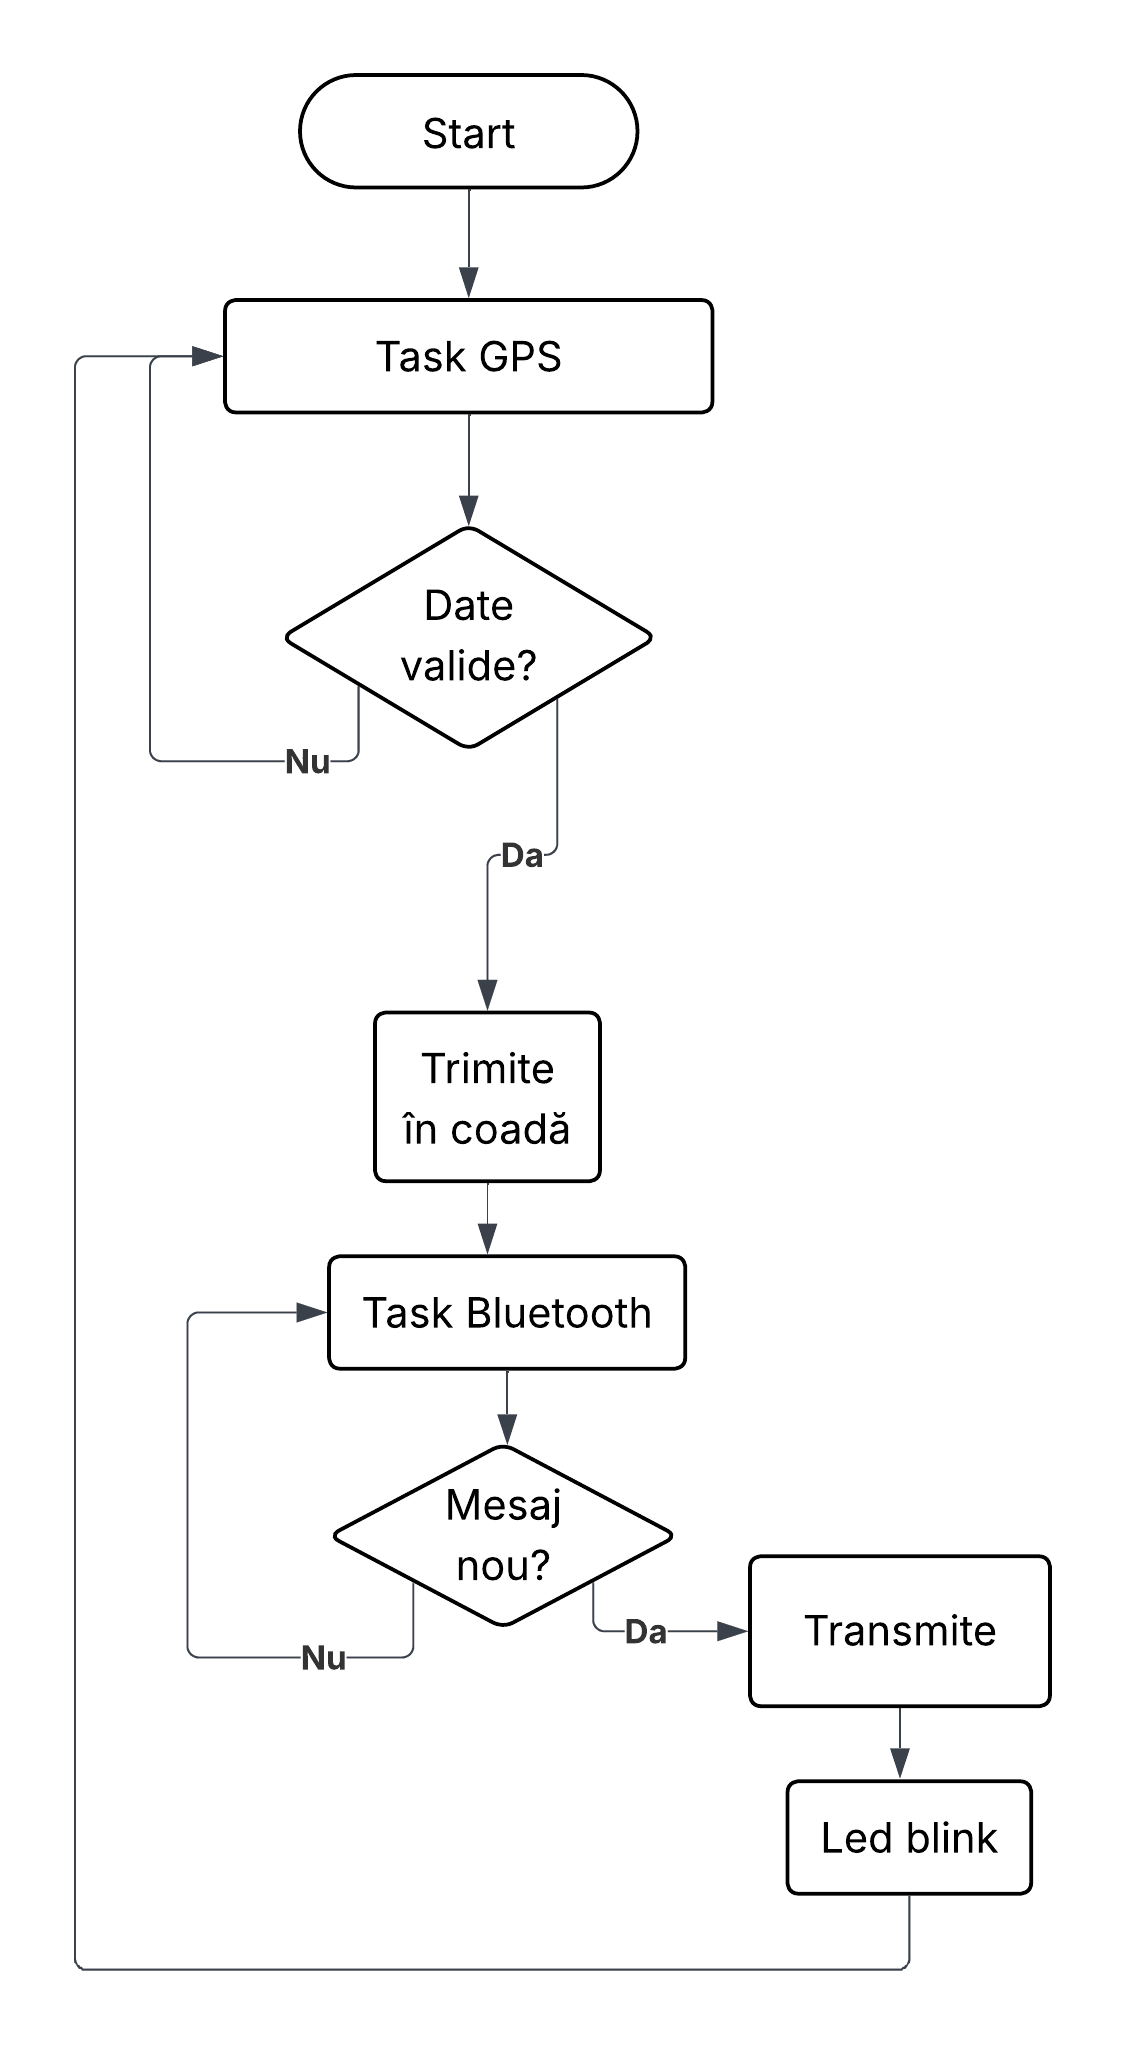 Start
Task GPS
Date
valide?
Nu
Da
Trimite
în coadă
Task Bluetooth
Mesaj
nou?
Da
Transmite
Nu
Led blink